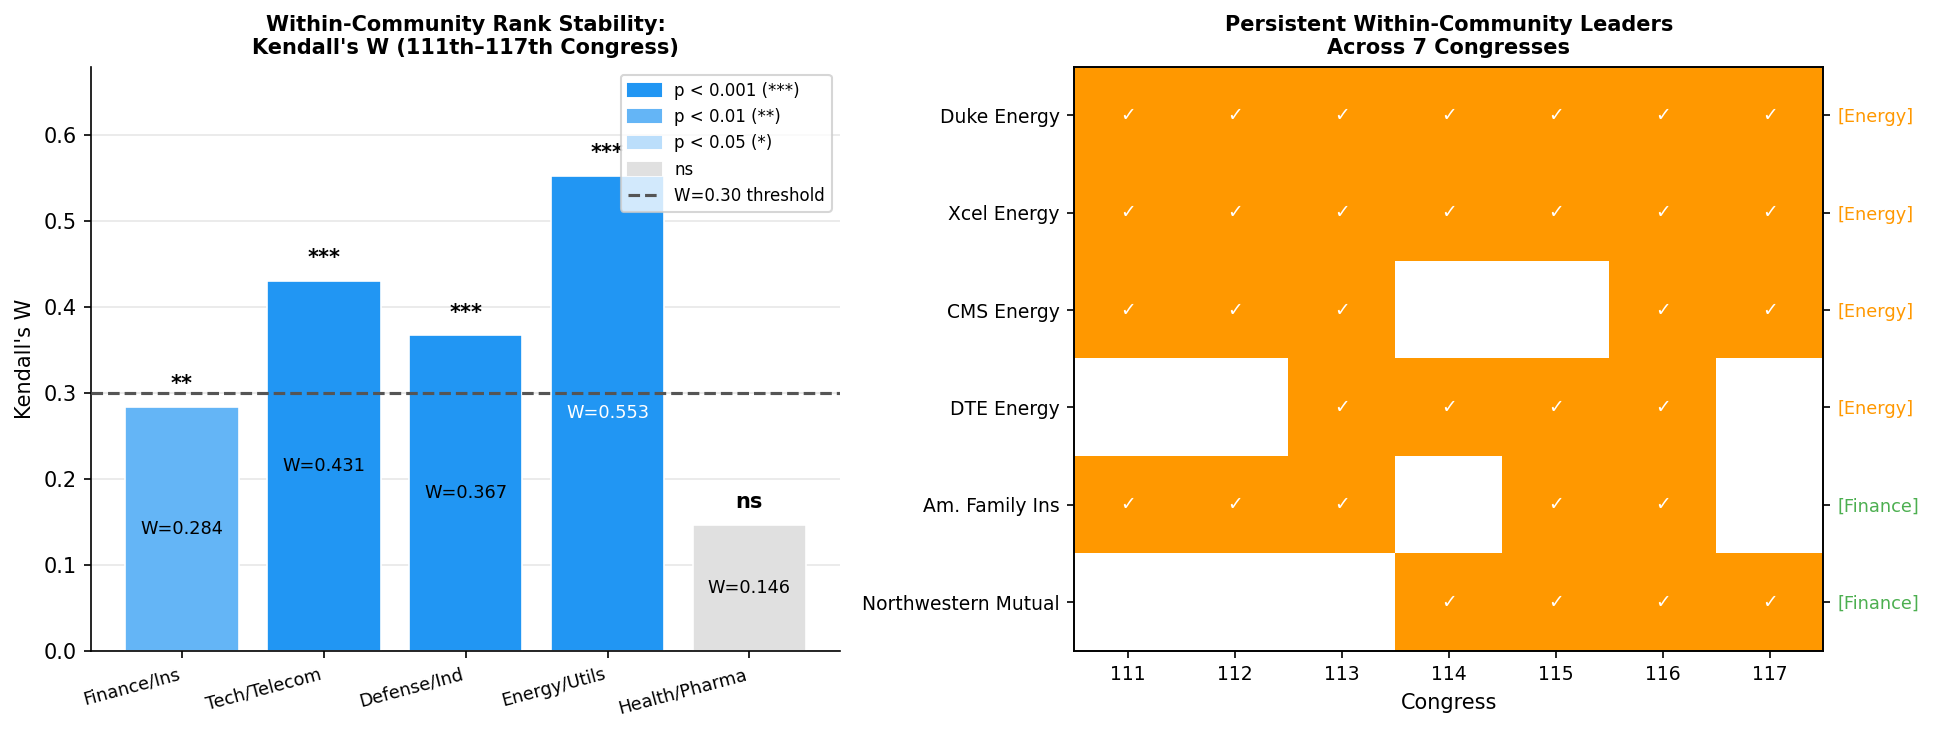 Within-Community Rank Stability:
Kendall's W (111th–117th Congress)
p < 0.001 (***)
p < 0.01 (**)
p < 0.05 (*)
ns
W=0.30 threshold
Kendall's W
0.6
0.5
0.4
0.3
0.2
0.1
0.0
**
***
***
***
ns
W=0.284
W=0.431
W=0.367
W=0.553
W=0.146
Finance/Ins
Tech/Telecom
Defense/Ind
Energy/Utils
Health/Pharma
Persistent Within-Community Leaders
Across 7 Congresses
Duke Energy ✓ ✓ ✓ ✓ ✓ ✓ ✓ [Energy]
Xcel Energy ✓ ✓ ✓ ✓ ✓ ✓ ✓ [Energy]
CMS Energy ✓ ✓ ✓ ✓ ✓ [Energy]
DTE Energy ✓ ✓ ✓ ✓ [Energy]
Am. Family Ins ✓ ✓ ✓ ✓ ✓ [Finance]
Northwestern Mutual ✓ ✓ ✓ ✓ [Finance]
111 112 113 114 115 116 117
Congress